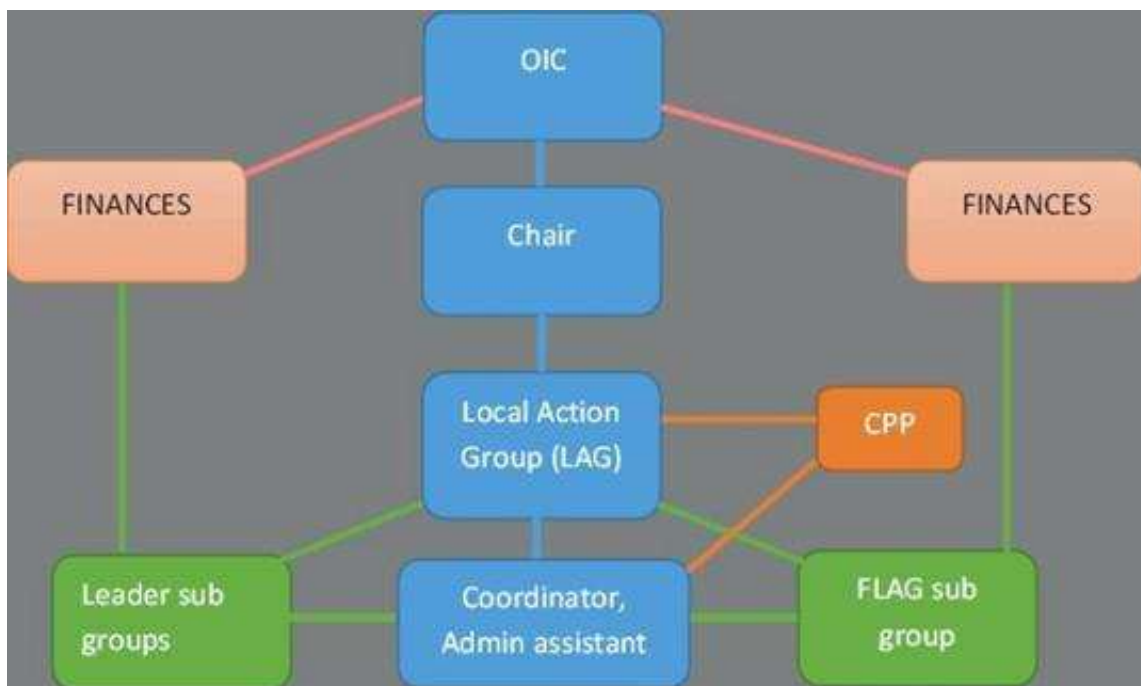 OIC
FINANCES
FINANCES
Chair
Local Action
Group (LAG)
CPP
Leader sub
groups
Coordinator,
Admin assistant
FLAG sub
group